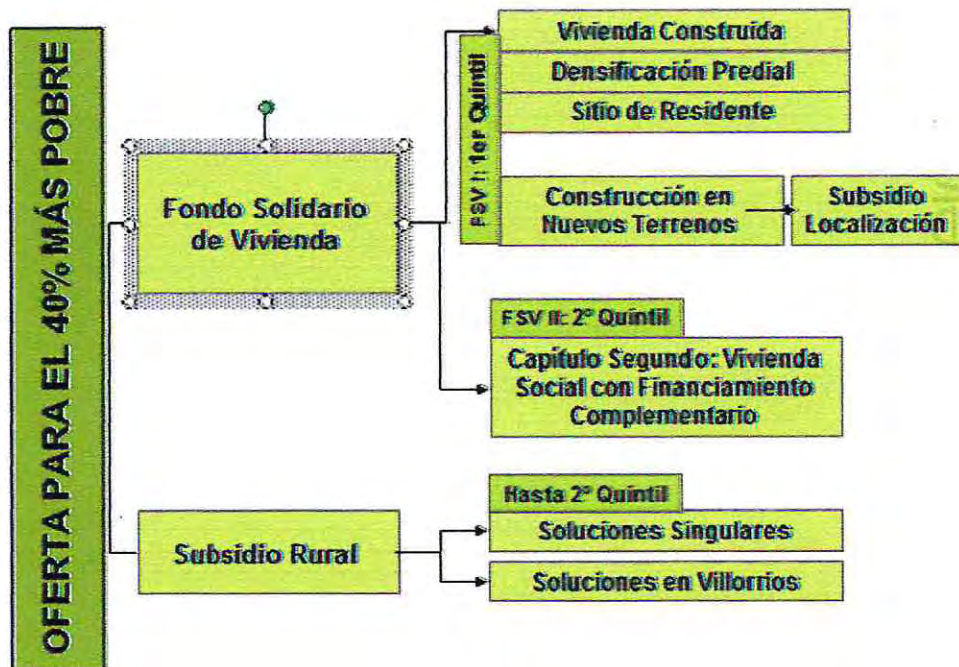 OFERTA PARA EL 40% MÁS POBRE
Fondo Solidario
de Vivienda
FSV I: 1er Quintil
Vivienda Construida
Densificación Predial
Sitio de Residente
Construcción en
Nuevos Terrenos
Subsidio
Localización
FSV II: 2º Quintil
Capítulo Segundo: Vivienda
Social con Financiamiento
Complementario
Subsidio Rural
Hasta 2º Quintil
Soluciones Singulares
Soluciones en Villorrios